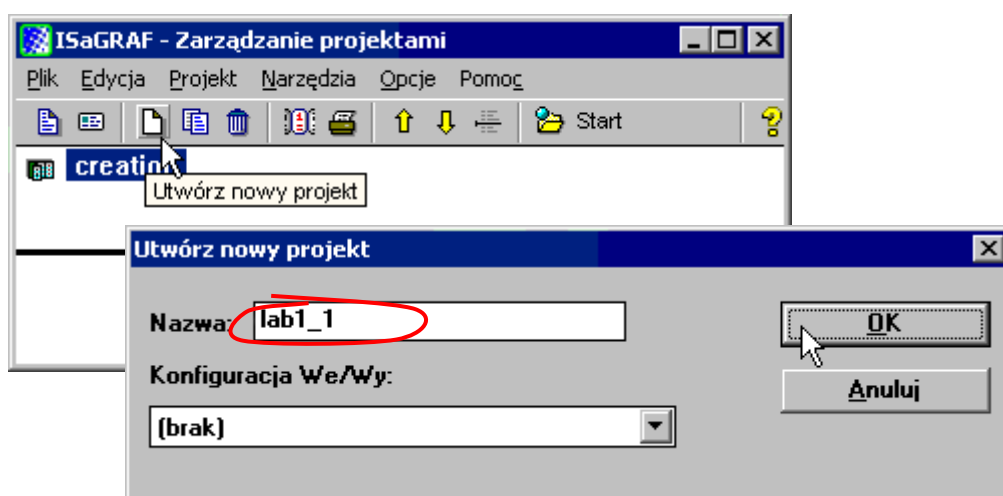 ISaGRAF - Zarządzanie projektami
Plik Edycja Projekt Narzędzia Opcje Pomoc
Start
creation
Utwórz nowy projekt
Utwórz nowy projekt
Nazwa: lab1_1
OK
Konfiguracja We/Wy:
Anuluj
(brak)